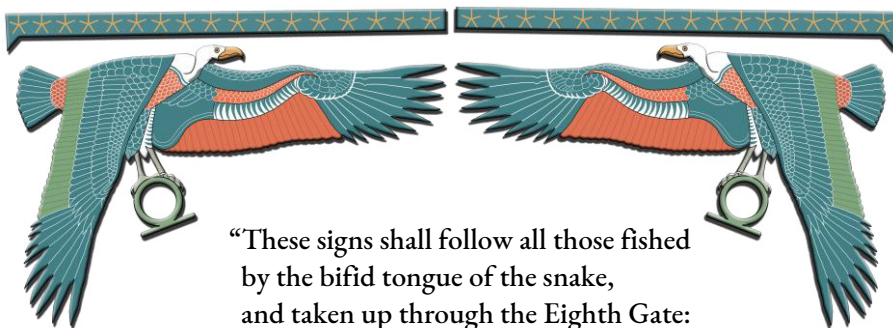 “These signs shall follow all those fished
by the bifid tongue of the snake,
and taken up through the Eighth Gate: